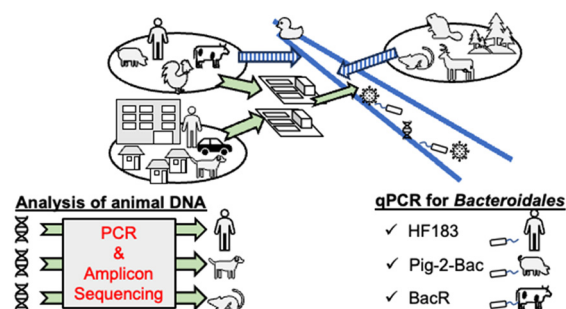 Analysis of animal DNA
PCR
&
Amplicon
Sequencing
qPCR for Bacteroidales
✓ HF183
✓ Pig-2-Bac
✓ BacR